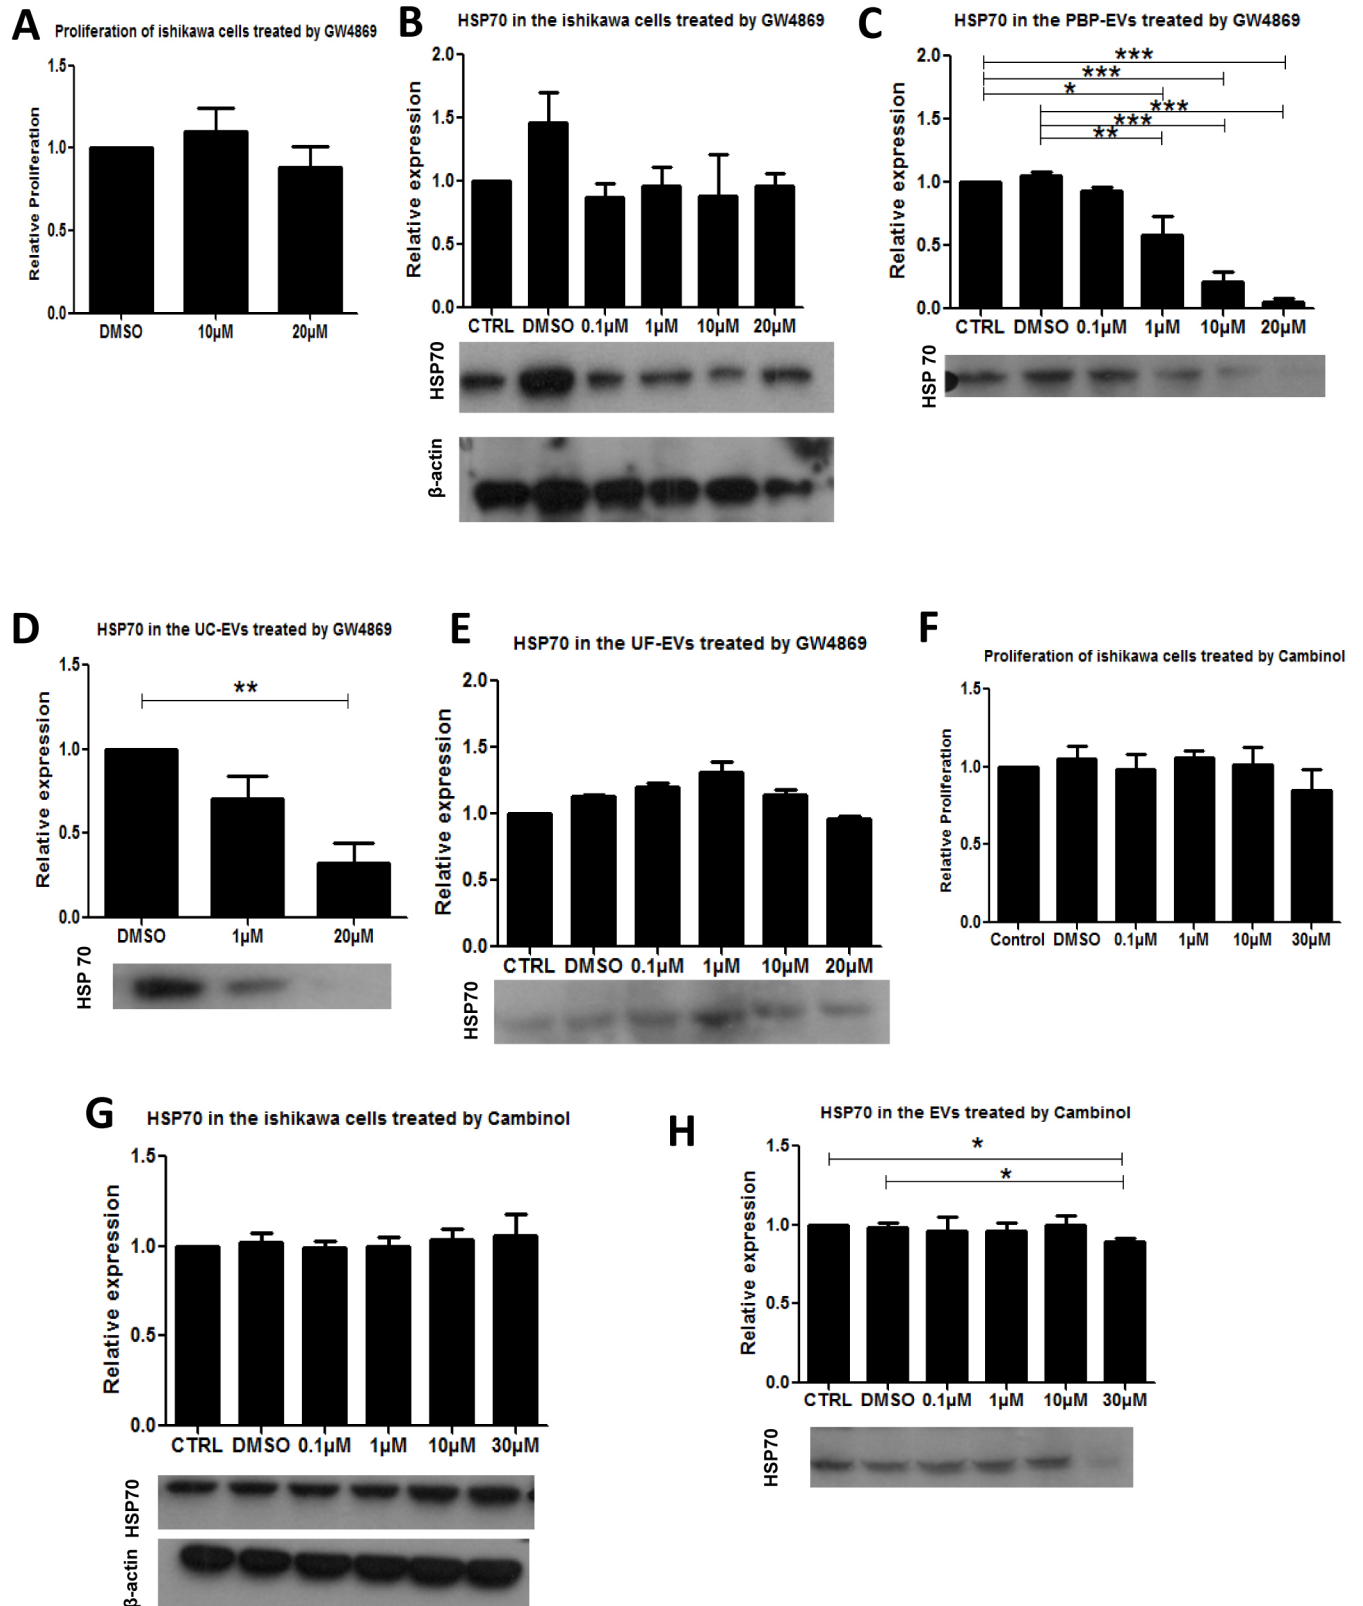 A
Proliferation of ishikawa cells treated by GW4869
Relative Proliferation
1.5
1.0
0.5
0.0
DMSO 10µM 20µM
B
HSP70 in the ishikawa cells treated by GW4869
Relative expression
2.0
1.5
1.0
0.5
0.0
CTRL DMSO 0.1µM 1µM 10µM 20µM
HSP70
β-actin
C
HSP70 in the PBP-EVs treated by GW4869
Relative expression
2.0
1.5
1.0
0.5
0.0
***
***
*
***
***
**
CTRL DMSO 0.1µM 1µM 10µM 20µM
HSP 70
D
HSP70 in the UC-EVs treated by GW4869
Relative expression
1.5
1.0
0.5
0.0
**
DMSO 1µM 20µM
HSP 70
E
HSP70 in the UF-EVs treated by GW4869
Relative expression
2.0
1.5
1.0
0.5
0.0
CTRL DMSO 0.1µM 1µM 10µM 20µM
HSP70
F
Proliferation of ishikawa cells treated by Cambinol
Relative Proliferation
1.5
1.0
0.5
0.0
Control DMSO 0.1µM 1µM 10µM 30µM
G
HSP70 in the ishikawa cells treated by Cambinol
Relative expression
1.5
1.0
0.5
0.0
CTRL DMSO 0.1µM 1µM 10µM 30µM
HSP70
β-actin
H
HSP70 in the EVs treated by Cambinol
Relative expression
1.5
1.0
0.5
0.0
*
*
CTRL DMSO 0.1µM 1µM 10µM 30µM
HSP70